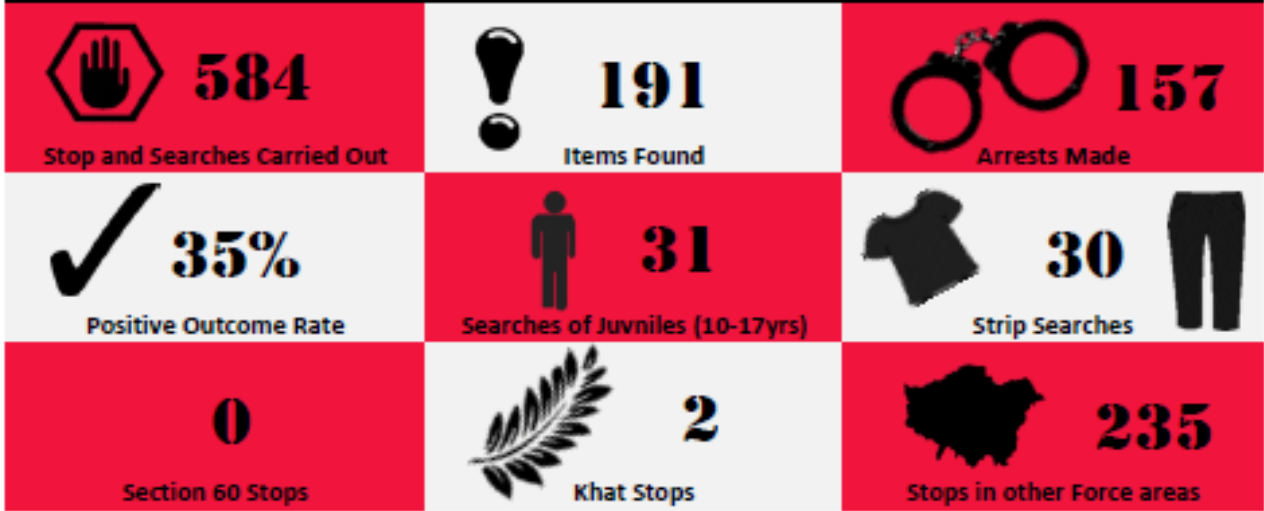 584
Stop and Searches Carried Out
191
Items Found
157
Arrests Made
35%
Positive Outcome Rate
31
Searches of Juvniles (10-17yrs)
30
Strip Searches
0
Section 60 Stops
2
Khat Stops
235
Stops in other Force areas